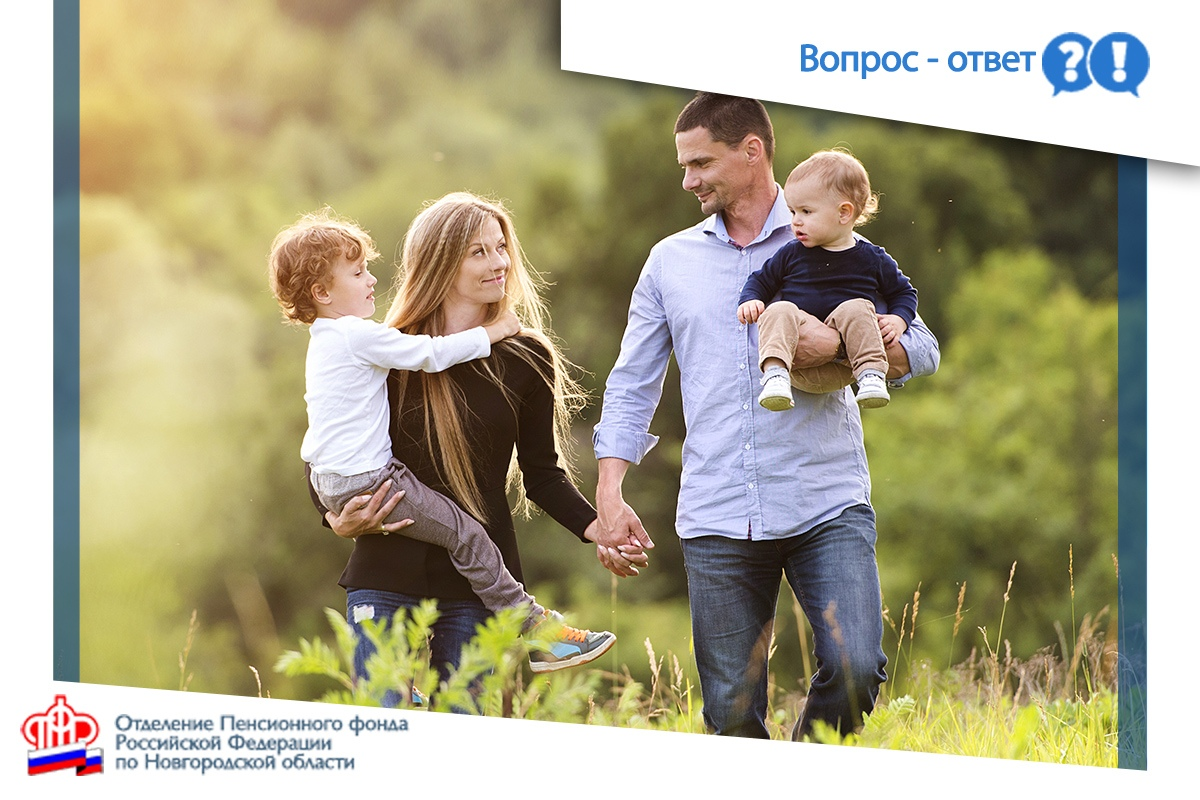 Вопрос - ответ ? !
Отделение Пенсионного фонда
Российской Федерации
по Новгородской области